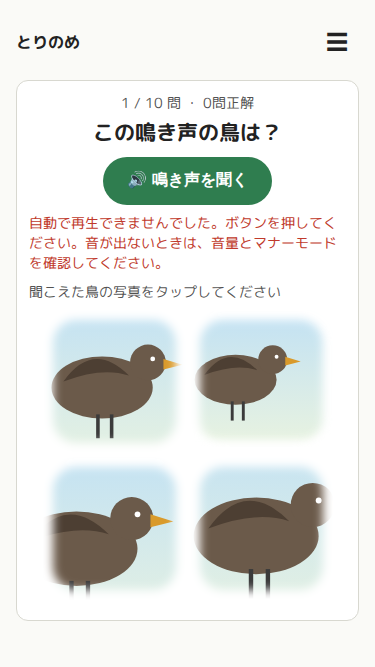 とりのめ
1 / 10 問 · 0問正解
この鳴き声の鳥は？
鳴き声を聞く
自動で再生できませんでした。ボタンを押してく
ださい。音が出ないときは、音量とマナーモード
を確認してください。
聞こえた鳥の写真をタップしてください